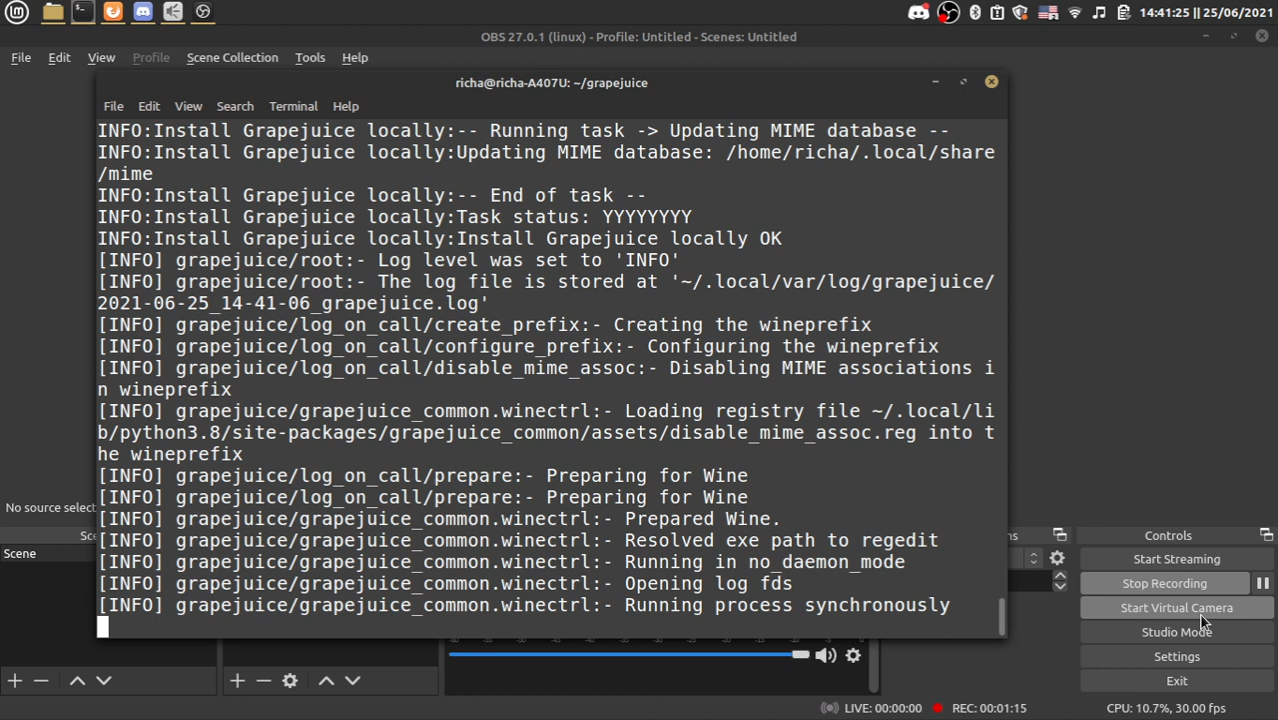 14:41:25 || 25/06/2021
OBS 27.0.1 (linux) - Profile: Untitled - Scenes: Untitled
File Edit View Profile Scene Collection Tools Help
richa@richa-A407U: ~/grapejuice
File Edit View Search Terminal Help
INFO:Install Grapejuice locally:-- Running task -> Updating MIME database --
INFO:Install Grapejuice locally:Updating MIME database: /home/richa/.local/share
/mime
INFO:Install Grapejuice locally:-- End of task --
INFO:Install Grapejuice locally:Task status: YYYYYYYY
INFO:Install Grapejuice locally:Install Grapejuice locally OK
[INFO] grapejuice/root:- Log level was set to 'INFO'
[INFO] grapejuice/root:- The log file is stored at '~/.local/var/log/grapejuice/
2021-06-25_14-41-06_grapejuice.log'
[INFO] grapejuice/log_on_call/create_prefix:- Creating the wineprefix
[INFO] grapejuice/log_on_call/configure_prefix:- Configuring the wineprefix
[INFO] grapejuice/log_on_call/disable_mime_assoc:- Disabling MIME associations i
n wineprefix
[INFO] grapejuice/grapejuice_common.winectrl:- Loading registry file ~/.local/li
b/python3.8/site-packages/grapejuice_common/assets/disable_mime_assoc.reg into t
he wineprefix
[INFO] grapejuice/log_on_call/prepare:- Preparing for Wine
[INFO] grapejuice/log_on_call/prepare:- Preparing for Wine
[INFO] grapejuice/grapejuice_common.winectrl:- Prepared Wine.
[INFO] grapejuice/grapejuice_common.winectrl:- Resolved exe path to regedit
[INFO] grapejuice/grapejuice_common.winectrl:- Running in no_daemon_mode
[INFO] grapejuice/grapejuice_common.winectrl:- Opening log fds
[INFO] grapejuice/grapejuice_common.winectrl:- Running process synchronously
No source select
Sce
ns
Controls
Scene
Start Streaming
Stop Recording
Start Virtual Camera
Studio Mode
Settings
Exit
LIVE: 00:00:00 REC: 00:01:15 CPU: 10.7%, 30.00 fps